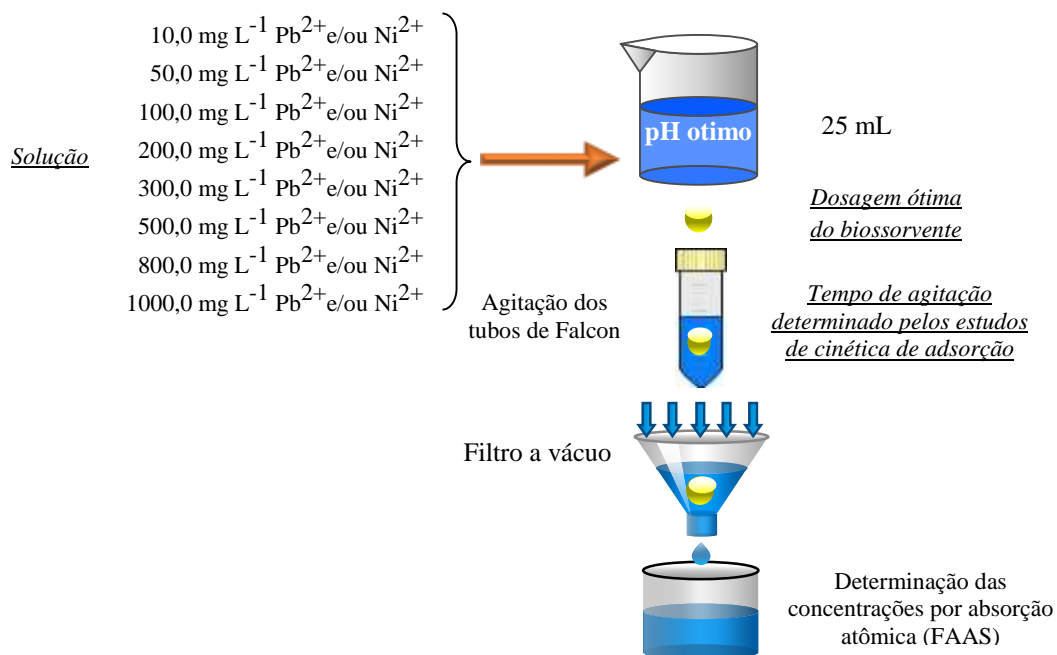 Solução
10,0 mg L-1 Pb2+e/ou Ni2+
50,0 mg L-1 Pb2+e/ou Ni2+
100,0 mg L-1 Pb2+e/ou Ni2+
200,0 mg L-1 Pb2+e/ou Ni2+
300,0 mg L-1 Pb2+e/ou Ni2+
500,0 mg L-1 Pb2+e/ou Ni2+
800,0 mg L-1 Pb2+e/ou Ni2+
1000,0 mg L-1 Pb2+e/ou Ni2+
pH otimo
25 mL
Dosagem ótima
do biossorvente
Agitação dos
tubos de Falcon
Tempo de agitação
determinado pelos estudos
de cinética de adsorção
Filtro a vácuo
Determinação das
concentrações por absorção
atômica (FAAS)